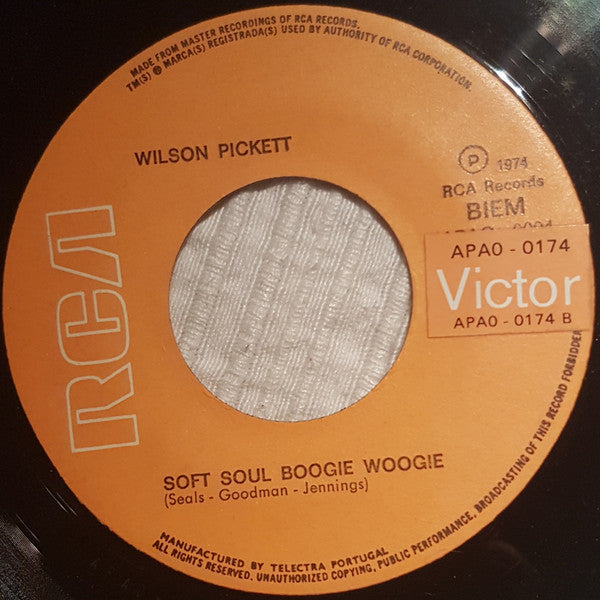 MADE FROM MASTER RECORDINGS OF RCA RECORDS,
TM(S) ® MARCA(S) REGISTRADA(S) USED BY AUTHORITY OF RCA CORPORATION.
WILSON PICKETT
Ⓟ 1974
RCA Records
BIEM
APAO - 0174
Victor
APAO - 0174 B
RCA
SOFT SOUL BOOGIE WOOGIE
(Seals - Goodman - Jennings)
MANUFACTURED BY TELECTRA PORTUGAL
ALL RIGHTS RESERVED. UNAUTHORIZED COPYING, PUBLIC PERFORMANCE, BROADCASTING OF THIS RECORD FORBIDDEN